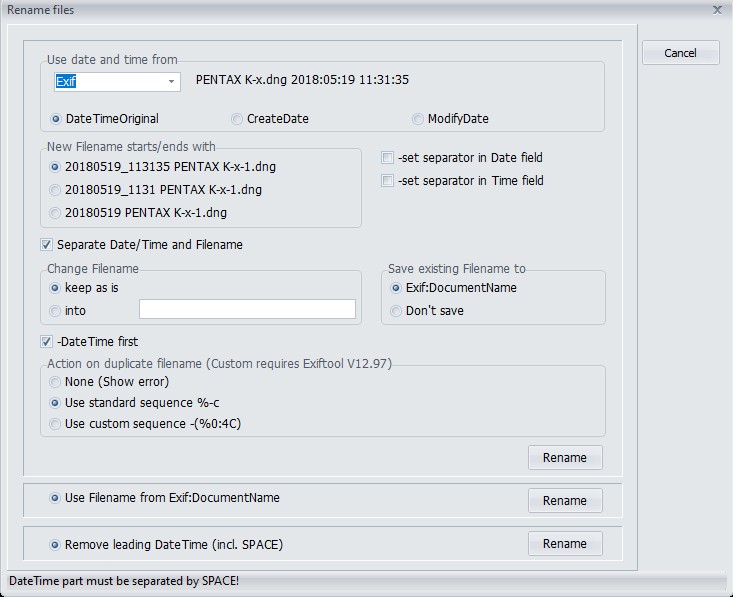 Rename files
Cancel
Use date and time from
Exif
PENTAX K-x.dng 2018:05:19 11:31:35
DateTimeOriginal
CreateDate
ModifyDate
New Filename starts/ends with
20180519_113135 PENTAX K-x-1.dng
-set separator in Date field
20180519_1131 PENTAX K-x-1.dng
-set separator in Time field
20180519 PENTAX K-x-1.dng
Separate Date/Time and Filename
Change Filename
Save existing Filename to
keep as is
Exif:DocumentName
into
Don't save
-DateTime first
Action on duplicate filename (Custom requires Exiftool V12.97)
None (Show error)
Use standard sequence %-c
Use custom sequence -(%0:4C)
Rename
Use Filename from Exif:DocumentName
Rename
Remove leading DateTime (incl. SPACE)
Rename
DateTime part must be separated by SPACE!